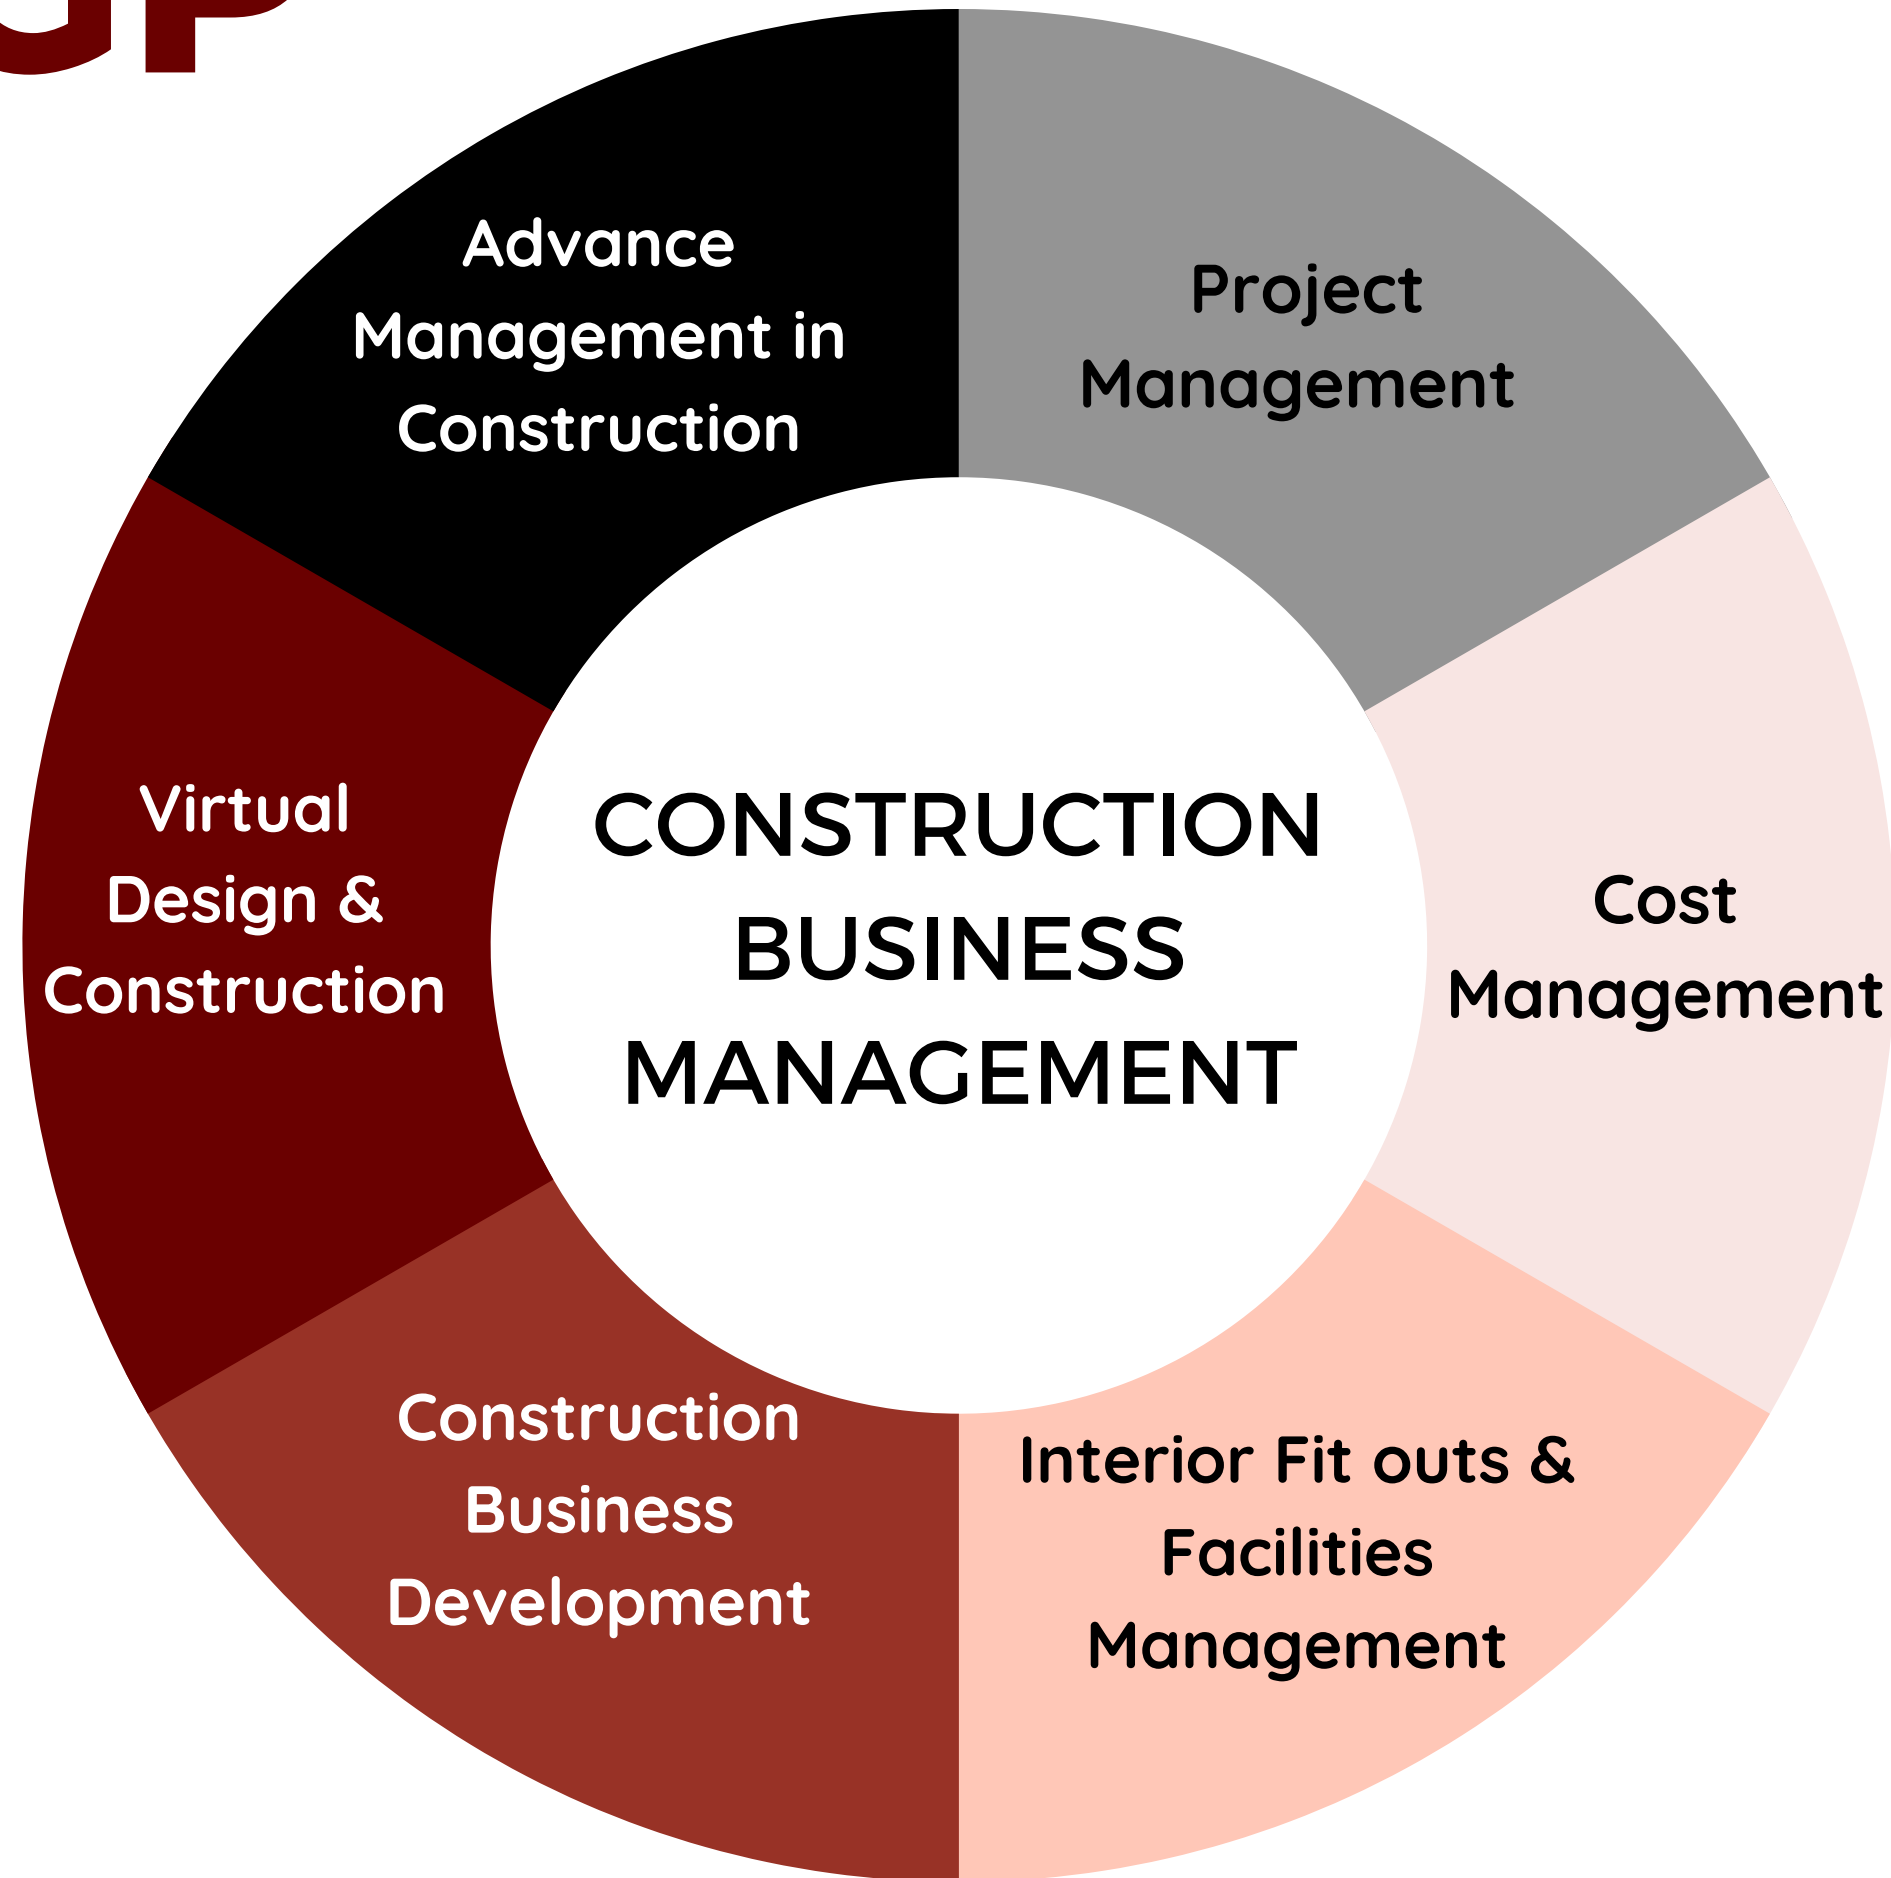 Advance
Management in
Construction
Project
Management
Cost
Management
Interior Fit outs &
Facilities
Management
Construction
Business
Development
Virtual
Design &
Construction
CONSTRUCTION
BUSINESS
MANAGEMENT